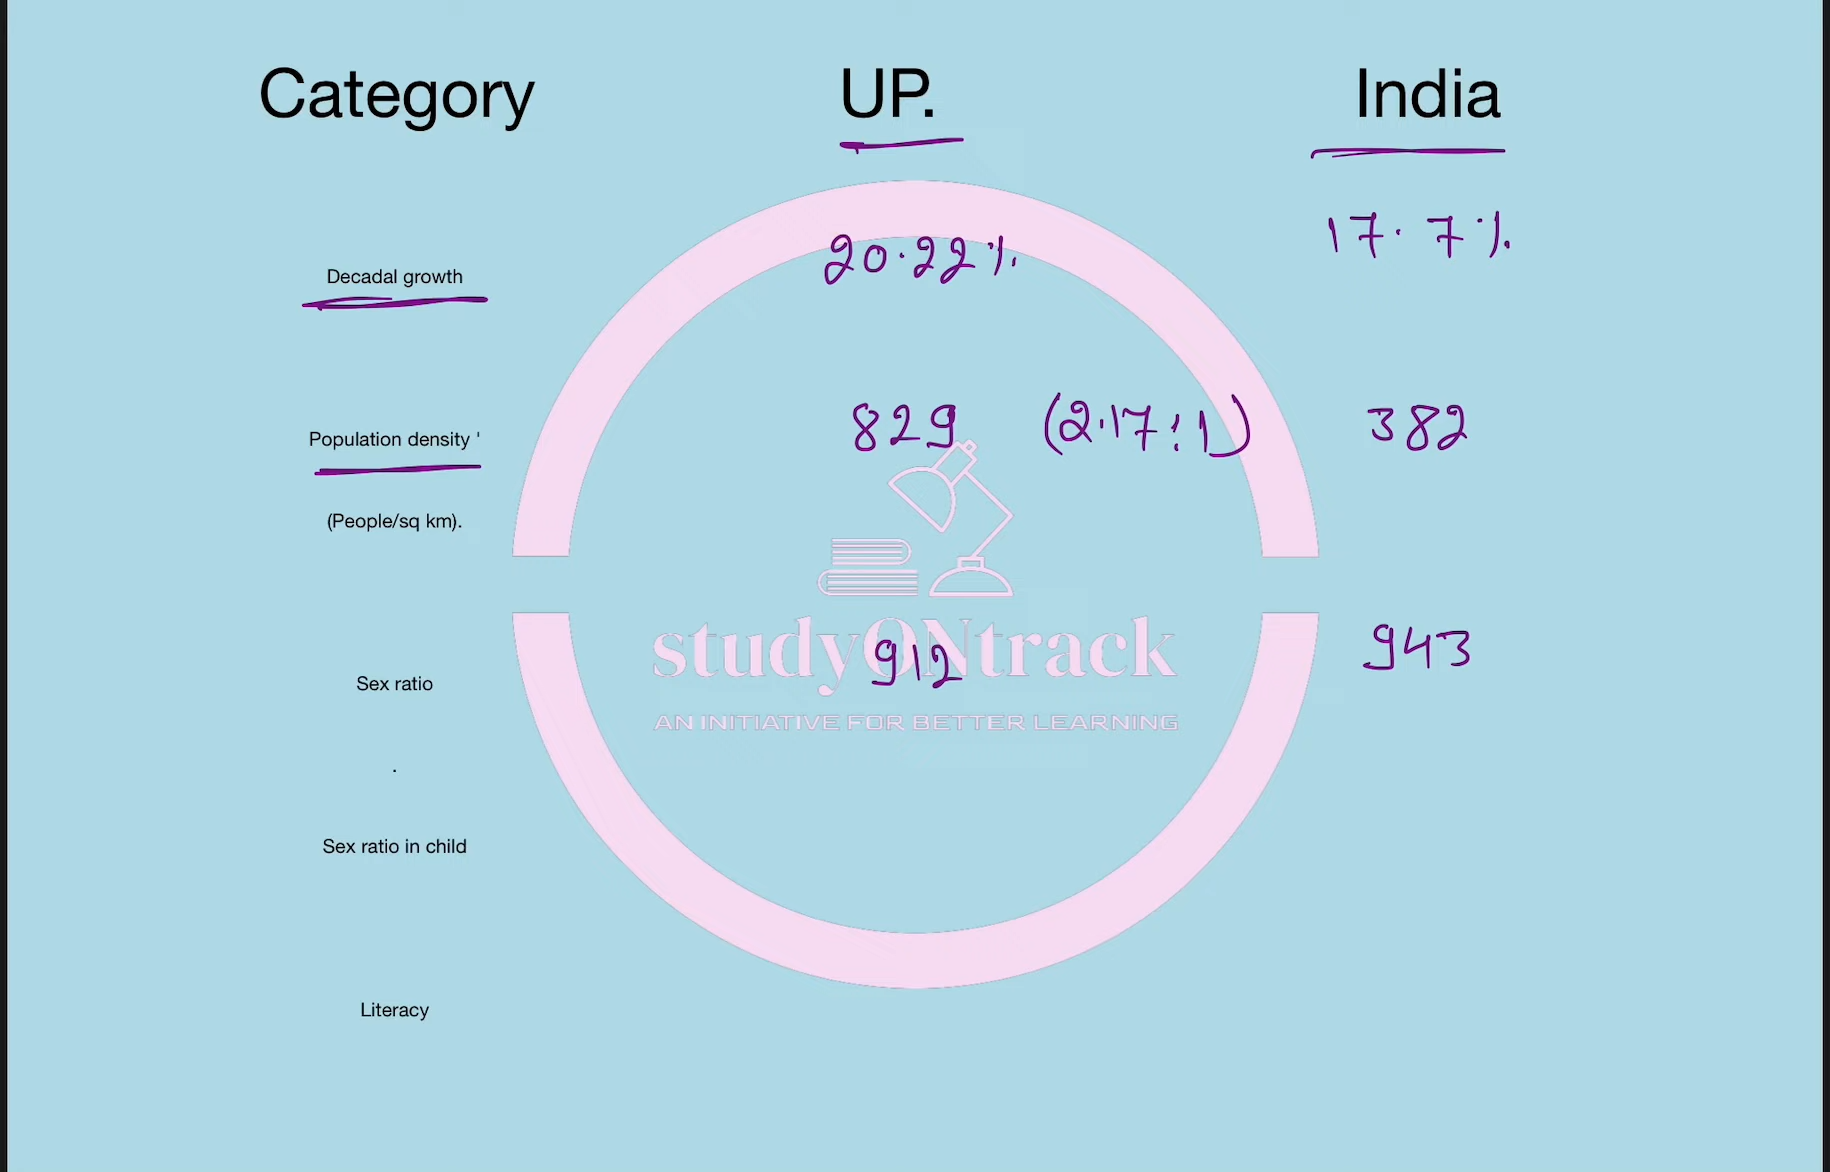 Category UP. India
Decadal growth 20.22% 17.7%
Population density ' 829 (2.17:1) 382
(People/sq km).
studyONtrack
Sex ratio 912 943
AN INITIATIVE FOR BETTER LEARNING
.
Sex ratio in child
Literacy